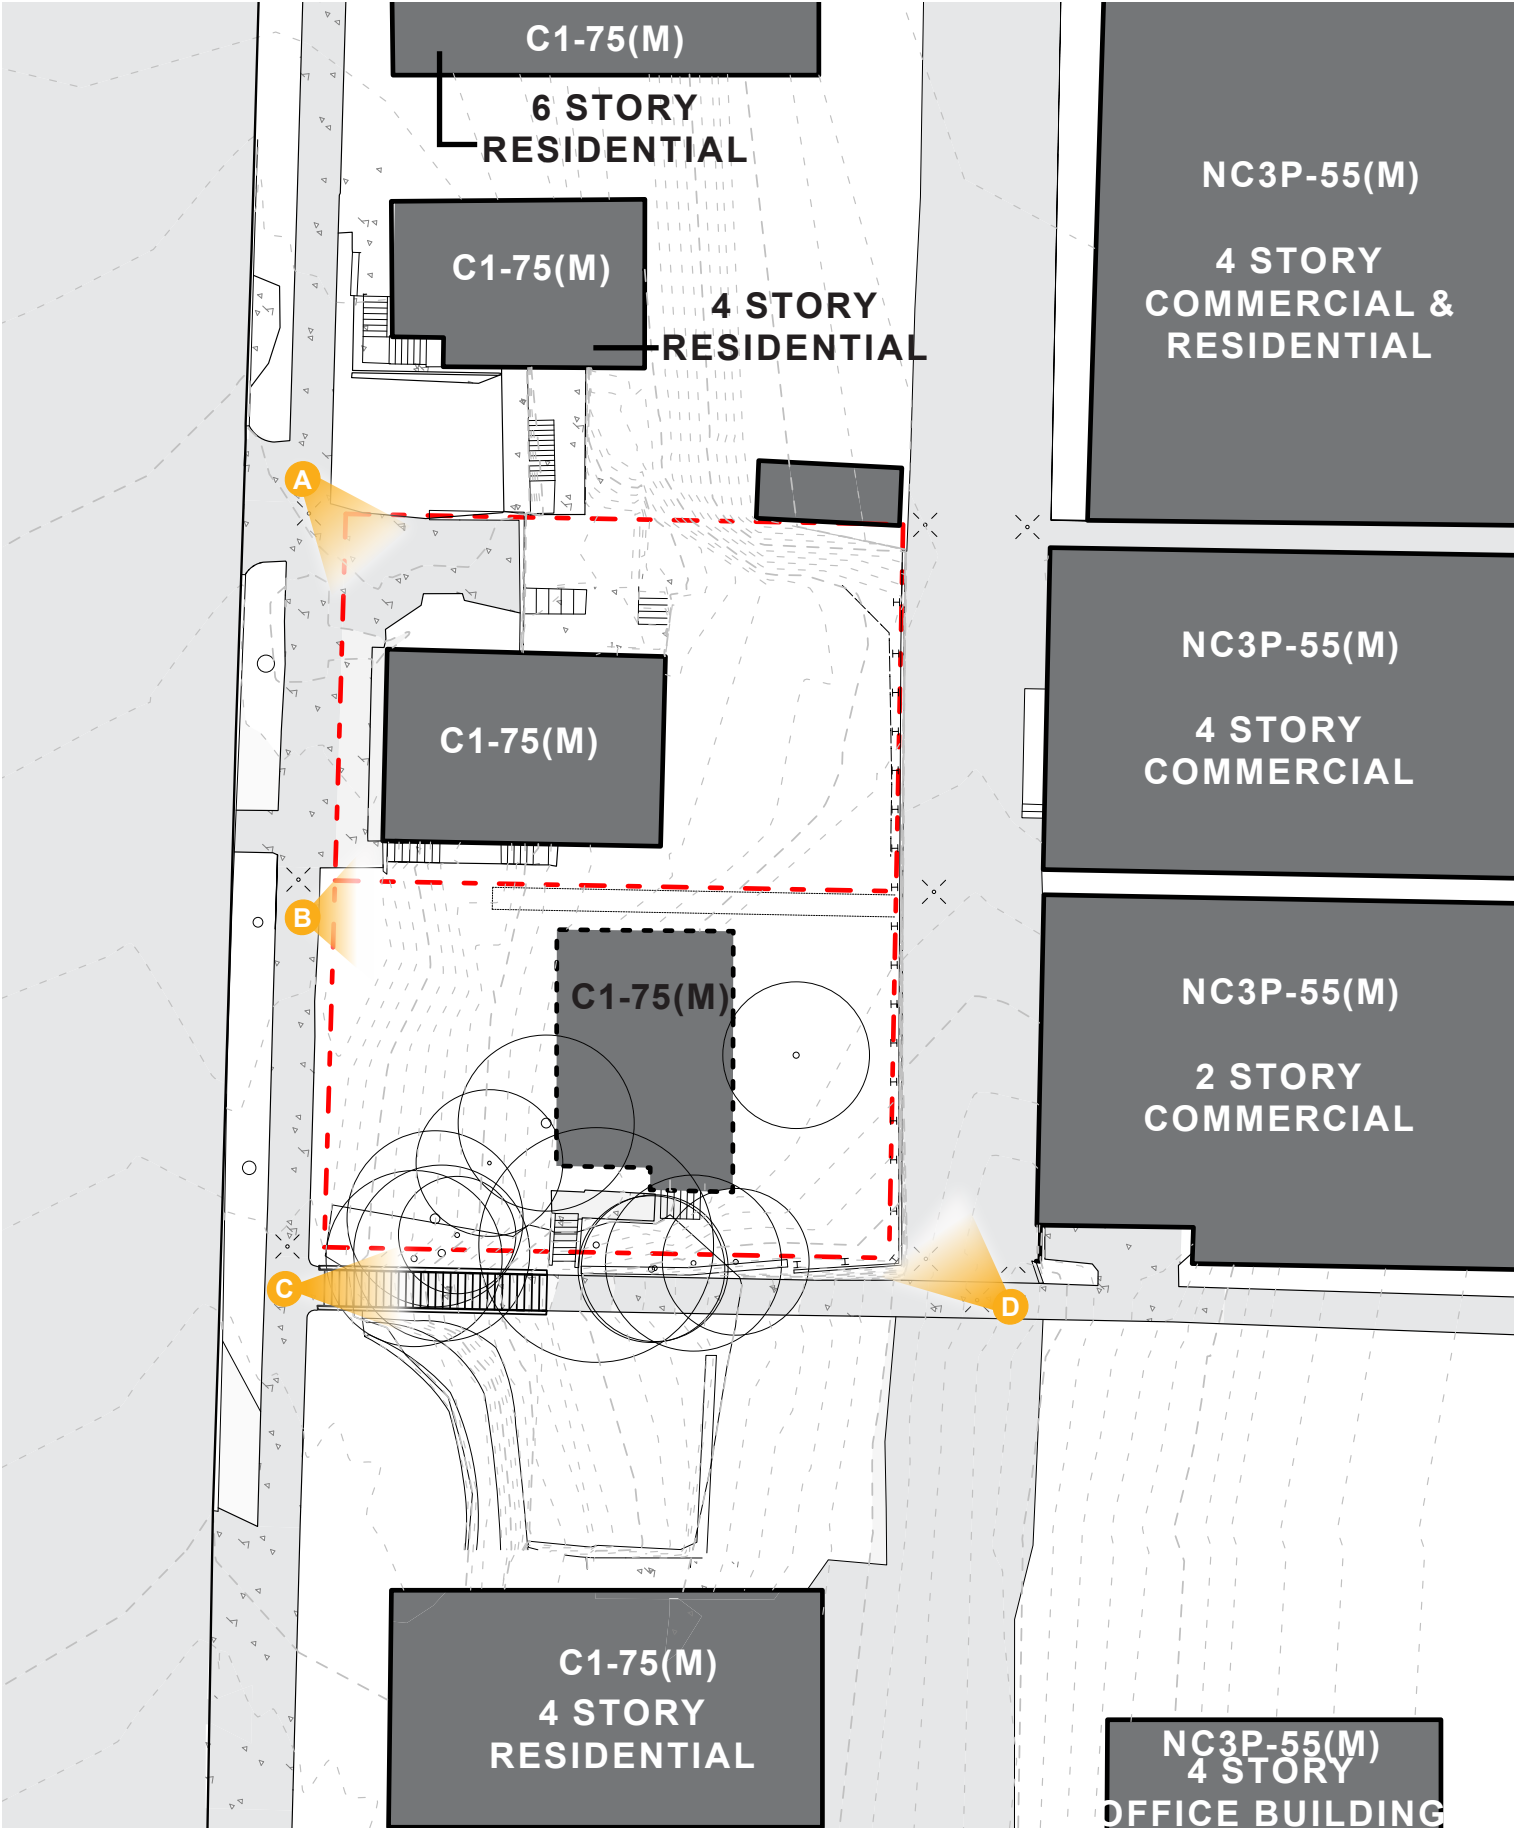 C1-75(M)
6 STORY
RESIDENTIAL
NC3P-55(M)
4 STORY
COMMERCIAL &
RESIDENTIAL
C1-75(M)
4 STORY
RESIDENTIAL
A
NC3P-55(M)
4 STORY
COMMERCIAL
C1-75(M)
B
C1-75(M)
NC3P-55(M)
2 STORY
COMMERCIAL
C
D
C1-75(M)
4 STORY
RESIDENTIAL
NC3P-55(M)
4 STORY
OFFICE BUILDING